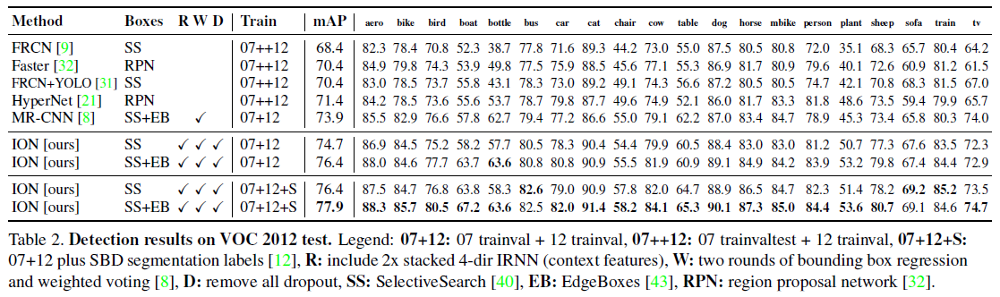 Method Boxes R W D Train mAP aero bike bird boat bottle bus car cat chair cow table dog horse mbike person plant sheep sofa train tv
FRCN [9] SS 07++12 68.4 82.3 78.4 70.8 52.3 38.7 77.8 71.6 89.3 44.2 73.0 55.0 87.5 80.5 80.8 72.0 35.1 68.3 65.7 80.4 64.2
Faster [32] RPN 07++12 70.4 84.9 79.8 74.3 53.9 49.8 77.5 75.9 88.5 45.6 77.1 55.3 86.9 81.7 80.9 79.6 40.1 72.6 60.9 81.2 61.5
FRCN+YOLO [31] SS 07++12 70.4 83.0 78.5 73.7 55.8 43.1 78.3 73.0 89.2 49.1 74.3 56.6 87.2 80.5 80.5 74.7 42.1 70.8 68.3 81.5 67.0
HyperNet [21] RPN 07++12 71.4 84.2 78.5 73.6 55.6 53.7 78.7 79.8 87.7 49.6 74.9 52.1 86.0 81.7 83.3 81.8 48.6 73.5 59.4 79.9 65.7
MR-CNN [8] SS+EB ✓ 07+12 73.9 85.5 82.9 76.6 57.8 62.7 79.4 77.2 86.6 55.0 79.1 62.2 87.0 83.4 84.7 78.9 45.3 73.4 65.8 80.3 74.0
ION [ours] SS ✓ ✓ ✓ 07+12 74.7 86.9 84.5 75.2 58.2 57.7 80.5 78.3 90.4 54.4 79.9 60.5 88.4 83.0 83.0 81.2 50.7 77.3 67.6 83.5 72.3
ION [ours] SS+EB ✓ ✓ ✓ 07+12 76.4 88.0 84.6 77.7 63.7 63.6 80.8 80.8 90.9 55.5 81.9 60.9 89.1 84.9 84.2 83.9 53.2 79.8 67.4 84.4 72.9
ION [ours] SS ✓ ✓ ✓ 07+12+S 76.4 87.5 84.7 76.8 63.8 58.3 82.6 79.0 90.9 57.8 82.0 64.7 88.9 86.5 84.7 82.3 51.4 78.2 69.2 85.2 73.5
ION [ours] SS+EB ✓ ✓ ✓ 07+12+S 77.9 88.3 85.7 80.5 67.2 63.6 82.5 82.0 91.4 58.2 84.1 65.3 90.1 87.3 85.0 84.4 53.6 80.7 69.1 84.6 74.7
Table 2. Detection results on VOC 2012 test. Legend: 07+12: 07 trainval + 12 trainval, 07++12: 07 trainvaltest + 12 trainval, 07+12+S:
07+12 plus SBD segmentation labels [12], R: include 2x stacked 4-dir IRNN (context features), W: two rounds of bounding box regression
and weighted voting [8], D: remove all dropout, SS: SelectiveSearch [40], EB: EdgeBoxes [43], RPN: region proposal network [32].